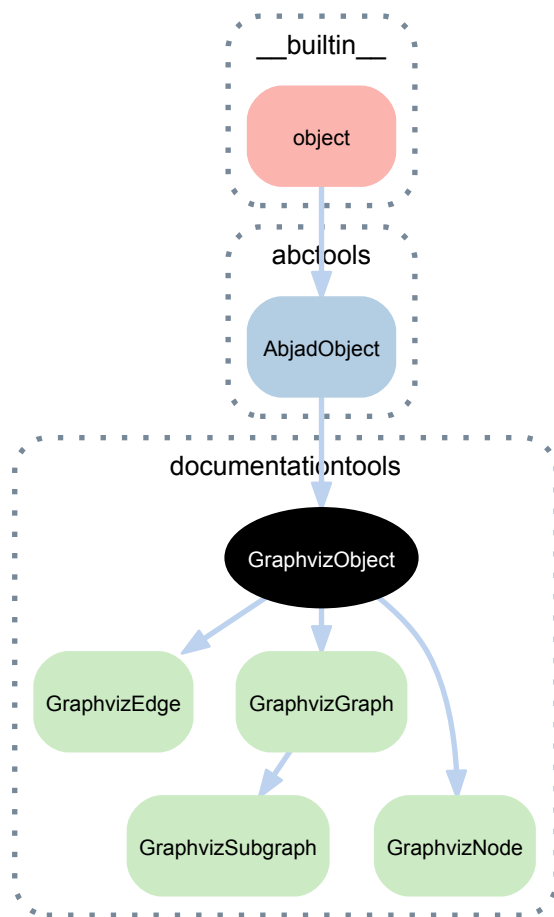 __builtin__
object
abctools
AbjadObject
documentationtools
GraphvizObject
GraphvizEdge
GraphvizGraph
GraphvizSubgraph
GraphvizNode